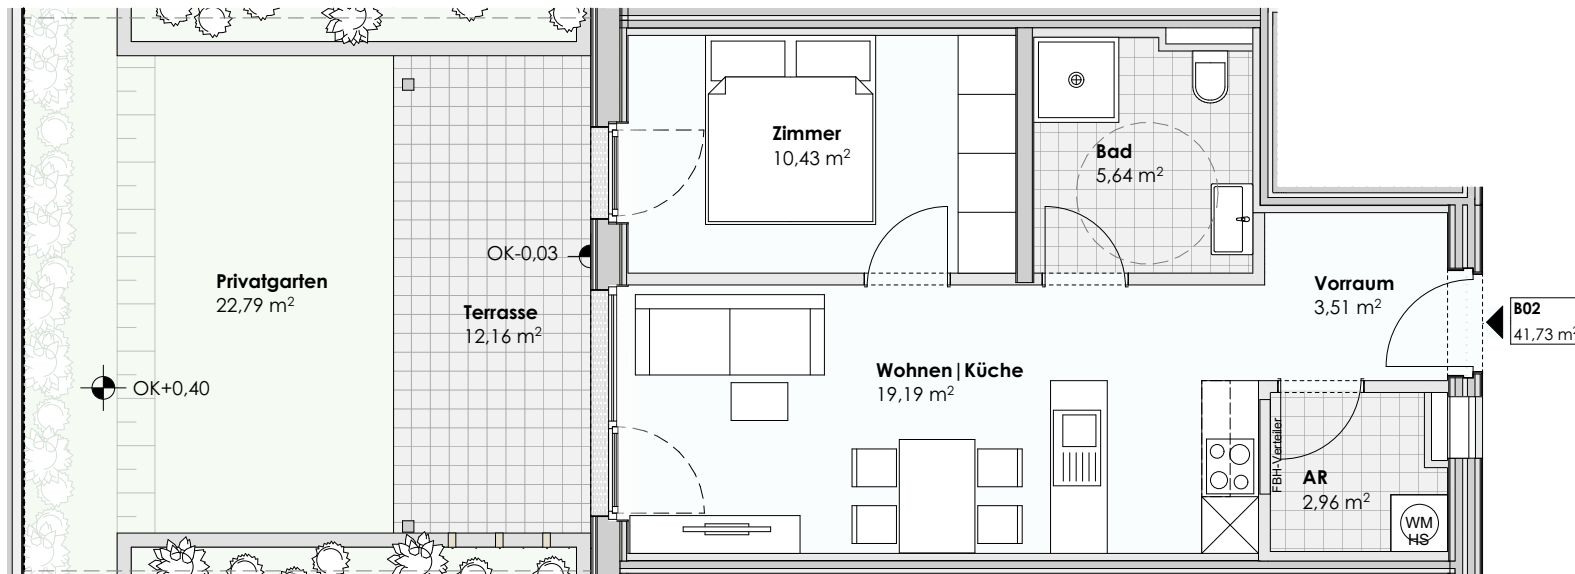 Zimmer
10,43 m²
Bad
5,64 m²
OK-0,03
Privatgarten
22,79 m²
Terrasse
12,16 m²
Vorraum
3,51 m²
B02
41,73 m²
OK+0,40
Wohnen|Küche
19,19 m²
FBH-Verteiler
AR
2,96 m²
WM
HS